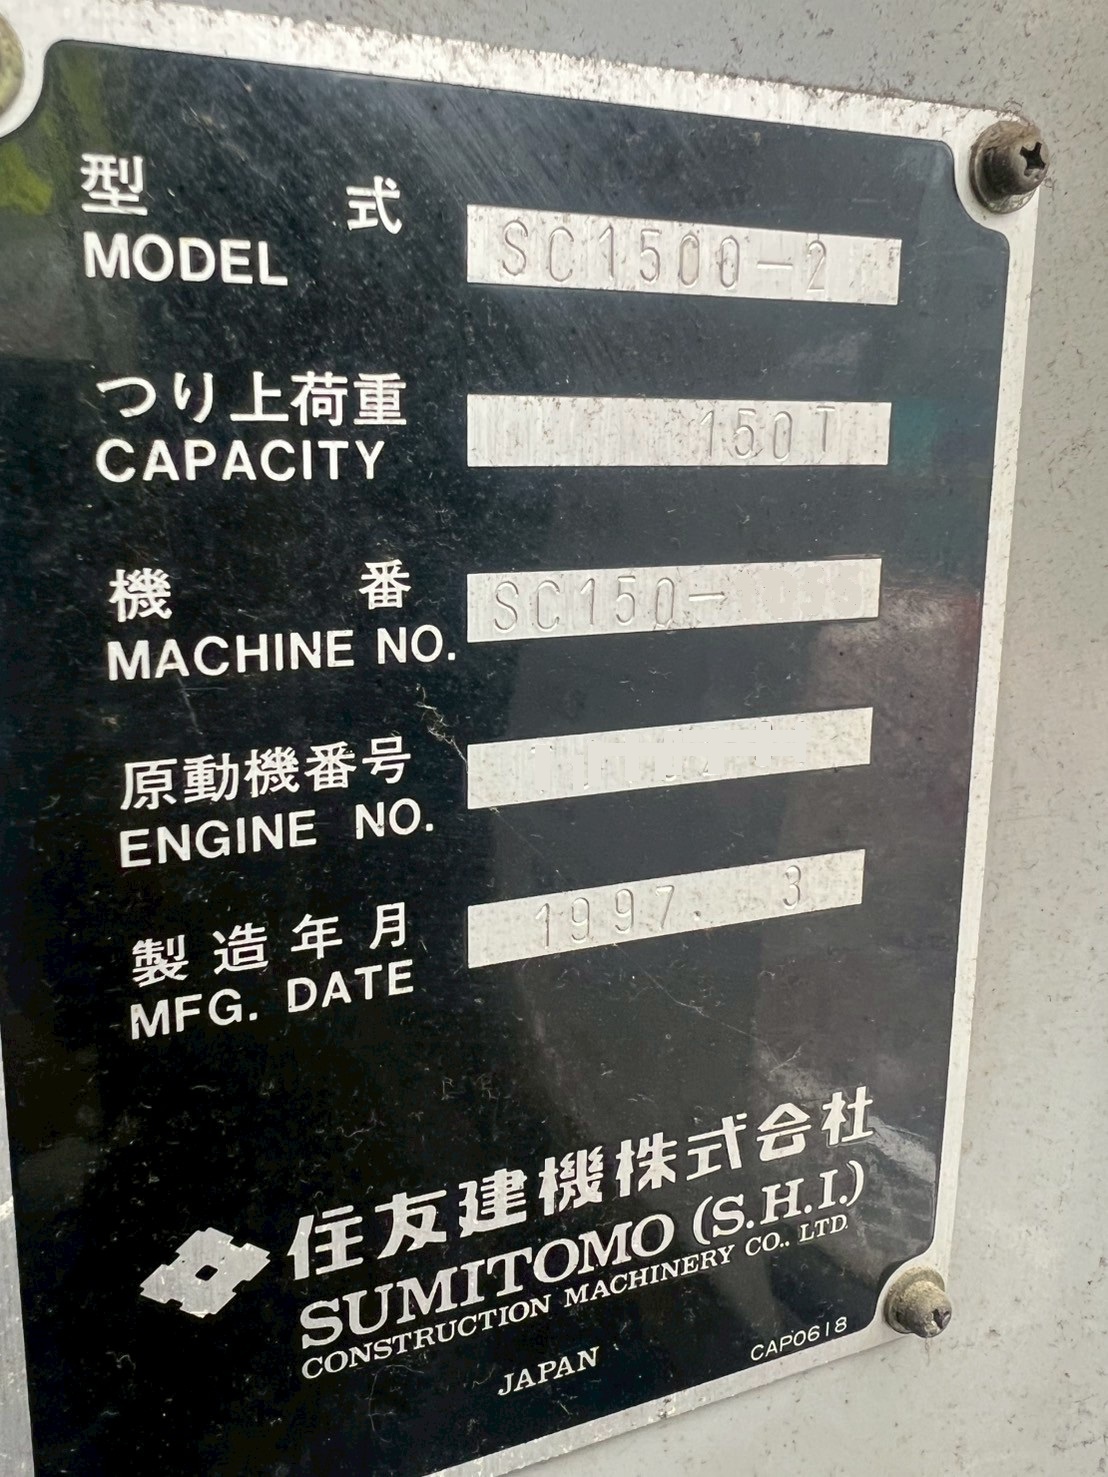 型式 SC1500-2
MODEL
つり上荷重 150T
CAPACITY
機番 SC150-
MACHINE NO.
原動機番号
ENGINE NO.
製造年月 1997. 3
MFG. DATE
住友建機株式会社
SUMITOMO (S.H.I.)
CONSTRUCTION MACHINERY CO., LTD.
JAPAN
CAP0618